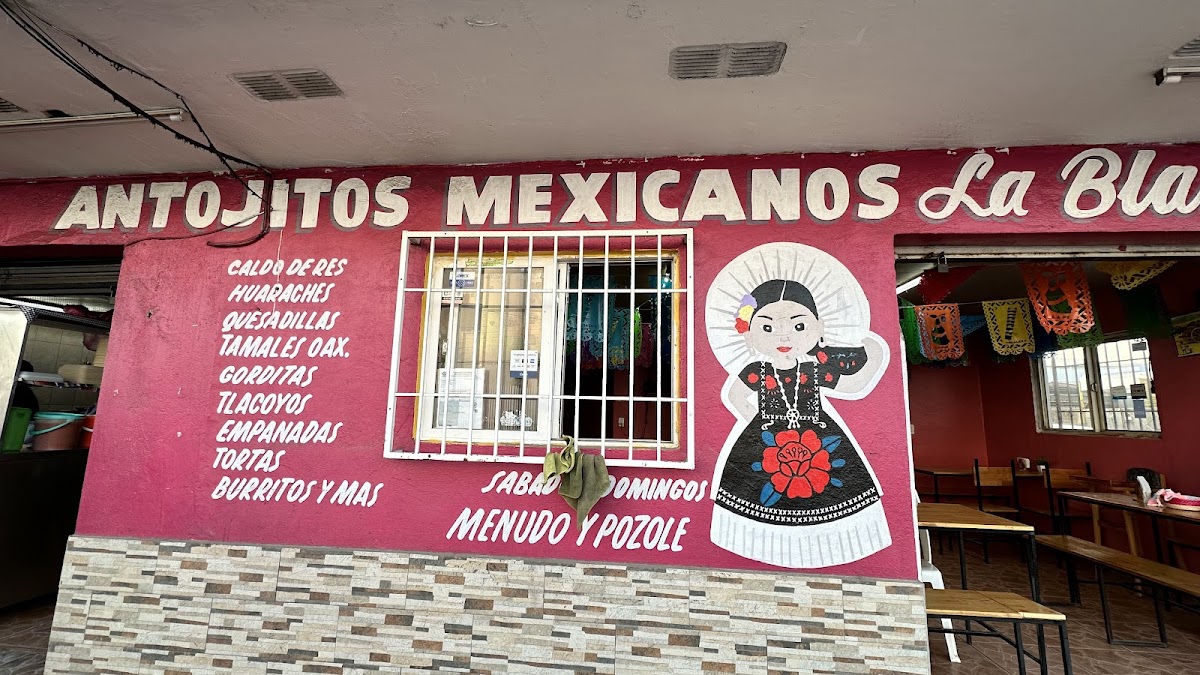 ANTOJITOS MEXICANOS La Bla
CALDO DE RES
HUARACHES
QUESADILLAS
TAMALES OAX.
GORDITAS
TLACOYOS
EMPANADAS
TORTAS
BURRITOS Y MAS
SABAD DOMINGOS
MENUDO Y POZOLE